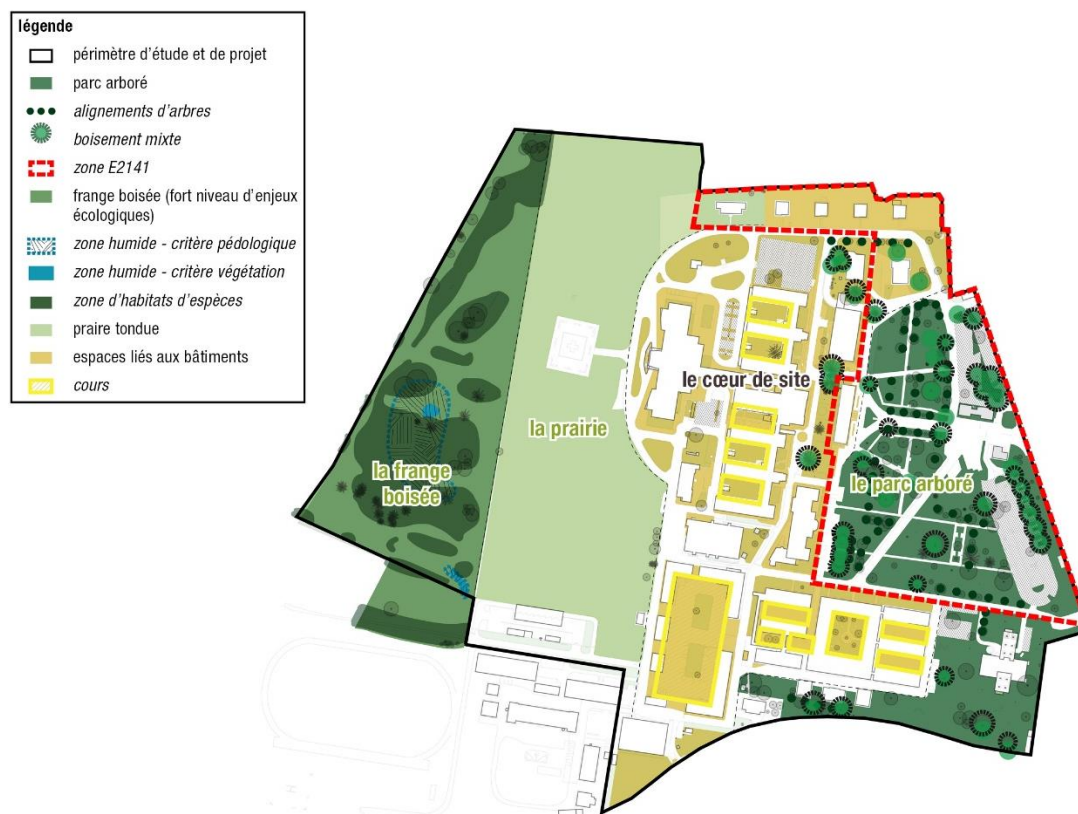 légende
périmètre d'étude et de projet
parc arboré
alignements d'arbres
boisement mixte
zone E2141
frange boisée (fort niveau d'enjeux
écologiques)
zone humide - critère pédologique
zone humide - critère végétation
zone d'habitats d'espèces
praire tondue
espaces liés aux bâtiments
cours
le cœur de site
la prairie
la frange
boisée
le parc arboré